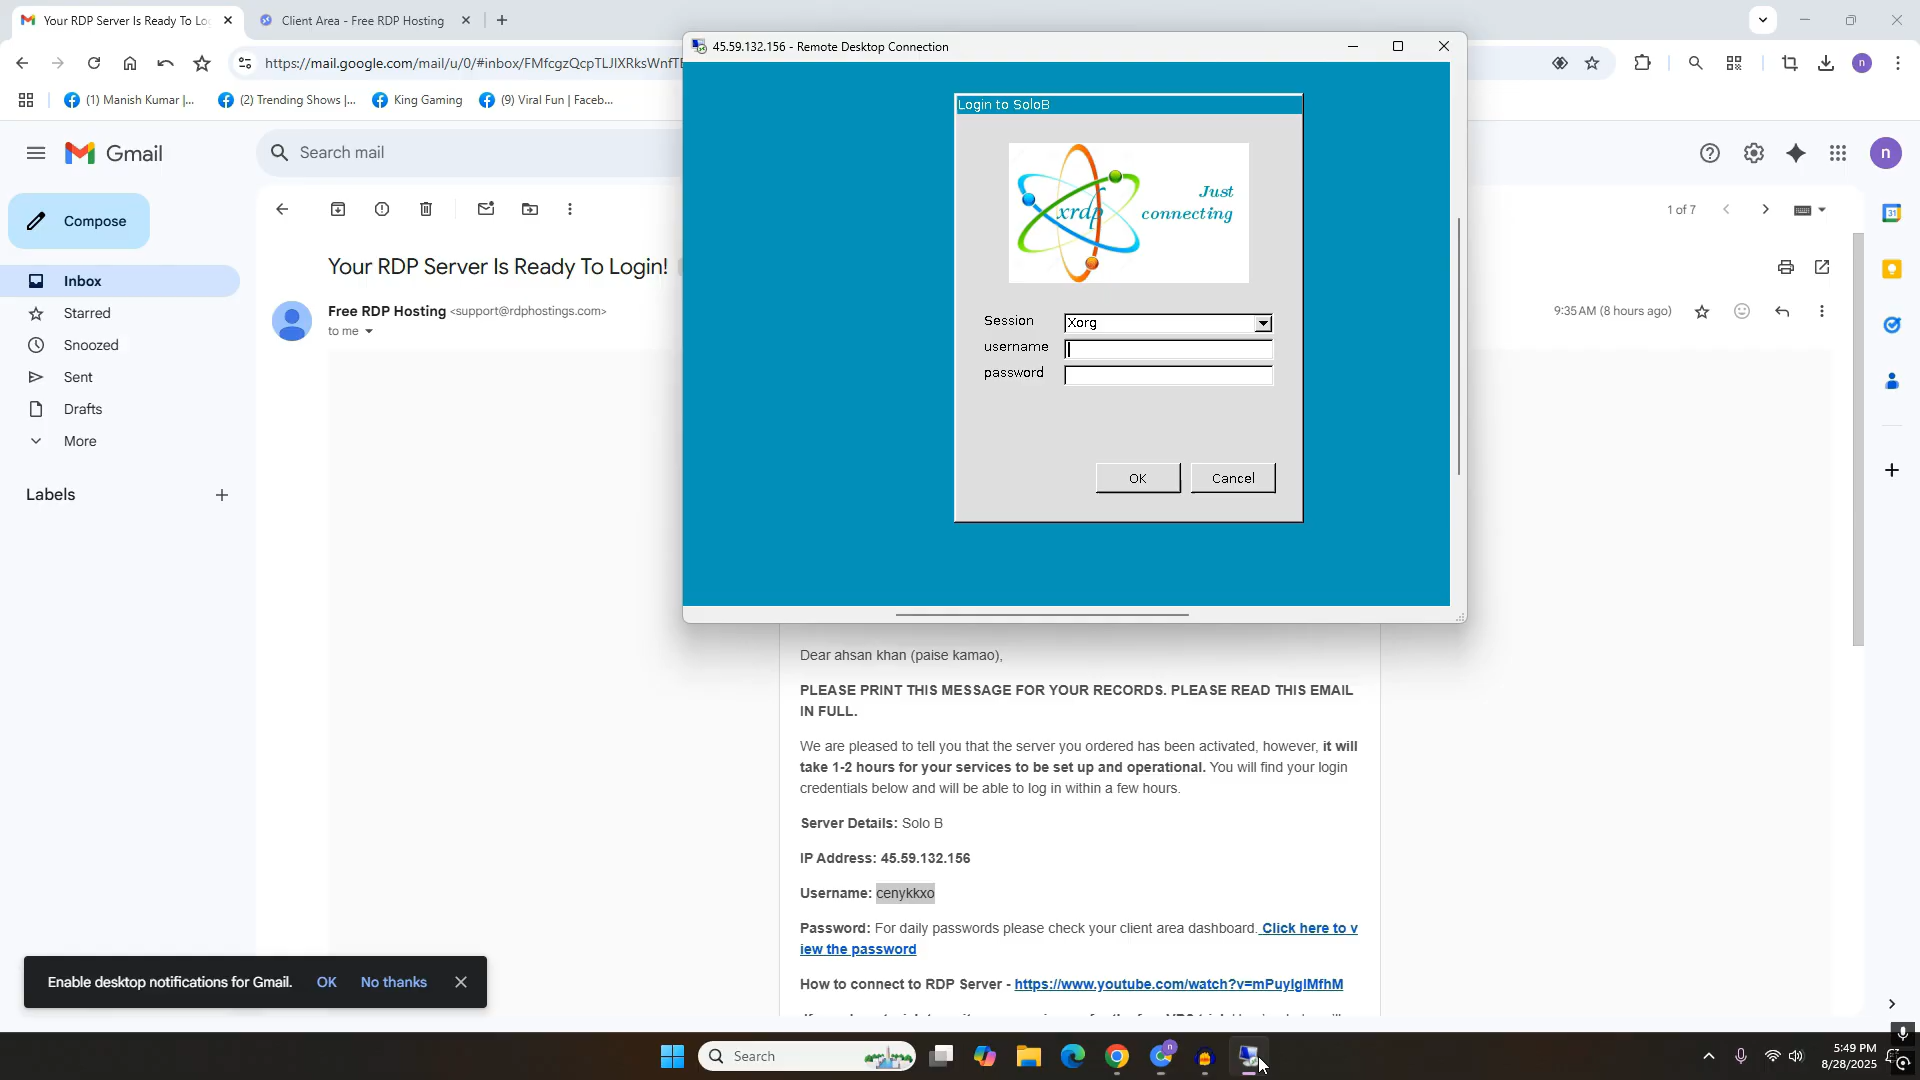 Your RDP Server Is Ready To Lo
Client Area - Free RDP Hosting
https://mail.google.com/mail/u/0/#inbox/FMfcgzQcpTLJlXRksWnfTE
(1) Manish Kumar |...
(2) Trending Shows |...
King Gaming
(9) Viral Fun | Faceb...
n
Gmail
Search mail
n
Compose
Inbox
Starred
Snoozed
Sent
Drafts
More
Labels
1 of 7
Your RDP Server Is Ready To Login!
Free RDP Hosting <support@rdphostings.com>
to me
9:35 AM (8 hours ago)
45.59.132.156 - Remote Desktop Connection
Login to SoloB
xrdp
Just
connecting
Session Xorg
username
password
OK Cancel
Dear ahsan khan (paise kamao),
PLEASE PRINT THIS MESSAGE FOR YOUR RECORDS. PLEASE READ THIS EMAIL
IN FULL.
We are pleased to tell you that the server you ordered has been activated, however, it will
take 1-2 hours for your services to be set up and operational. You will find your login
credentials below and will be able to log in within a few hours.
Server Details: Solo B
IP Address: 45.59.132.156
Username: cenykkxo
Password: For daily passwords please check your client area dashboard. Click here to v
iew the password
How to connect to RDP Server - https://www.youtube.com/watch?v=mPuyIgIMfhM
Enable desktop notifications for Gmail. OK No thanks
31
Search
n
5:49 PM
8/28/2025